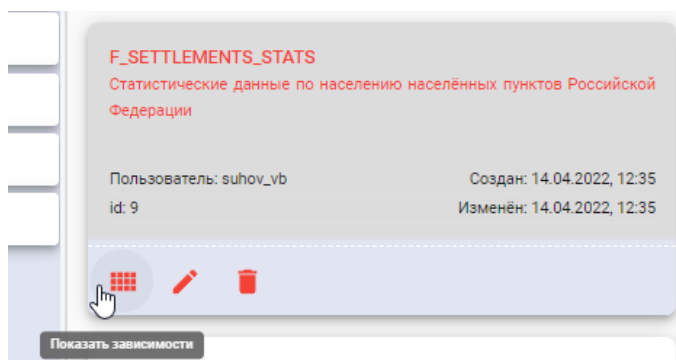 F_SETTLEMENTS_STATS
Статистические данные по населению населённых пунктов Российской
Федерации
Пользователь: suhov_vb Создан: 14.04.2022, 12:35
id: 9 Изменён: 14.04.2022, 12:35
Показать зависимости